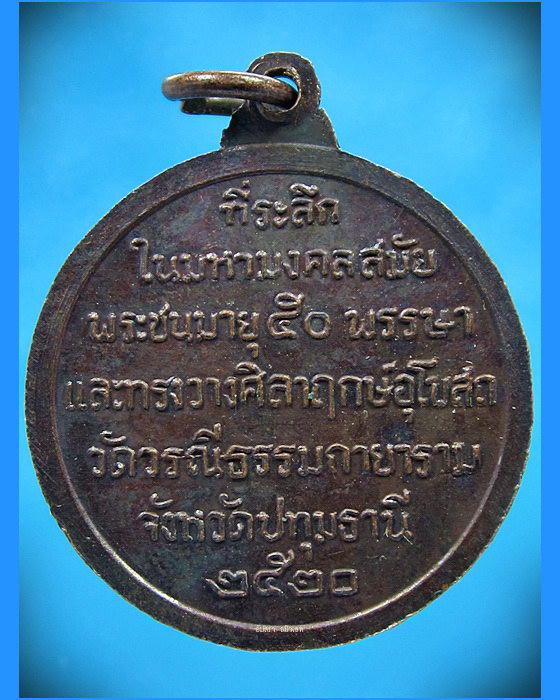 ที่ระลึก
ในมหามงคลสมัย
พระชนมายุ ๕๐ พรรษา
และทรงวางศิลาฤกษ์อุโบสถ
วัดวรณีธรรมกายาราม
จังหวัดปทุมธานี
๒๕๒๐